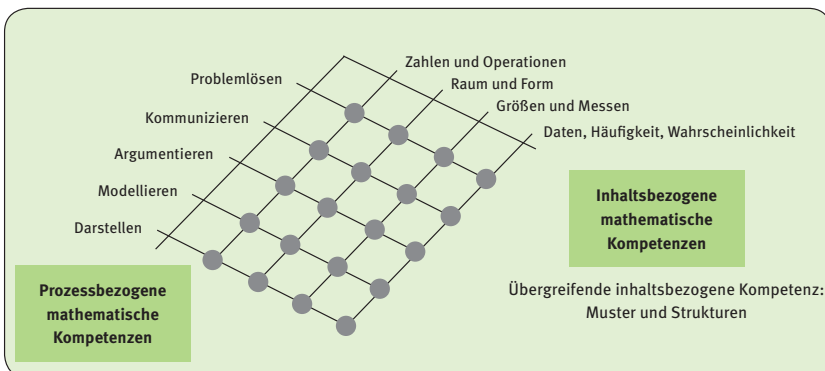 Problemlösen
Kommunizieren
Argumentieren
Modellieren
Darstellen
Zahlen und Operationen
Raum und Form
Größen und Messen
Daten, Häufigkeit, Wahrscheinlichkeit
Prozessbezogene
mathematische
Kompetenzen
Inhaltsbezogene
mathematische
Kompetenzen
Übergreifende inhaltsbezogene Kompetenz:
Muster und Strukturen